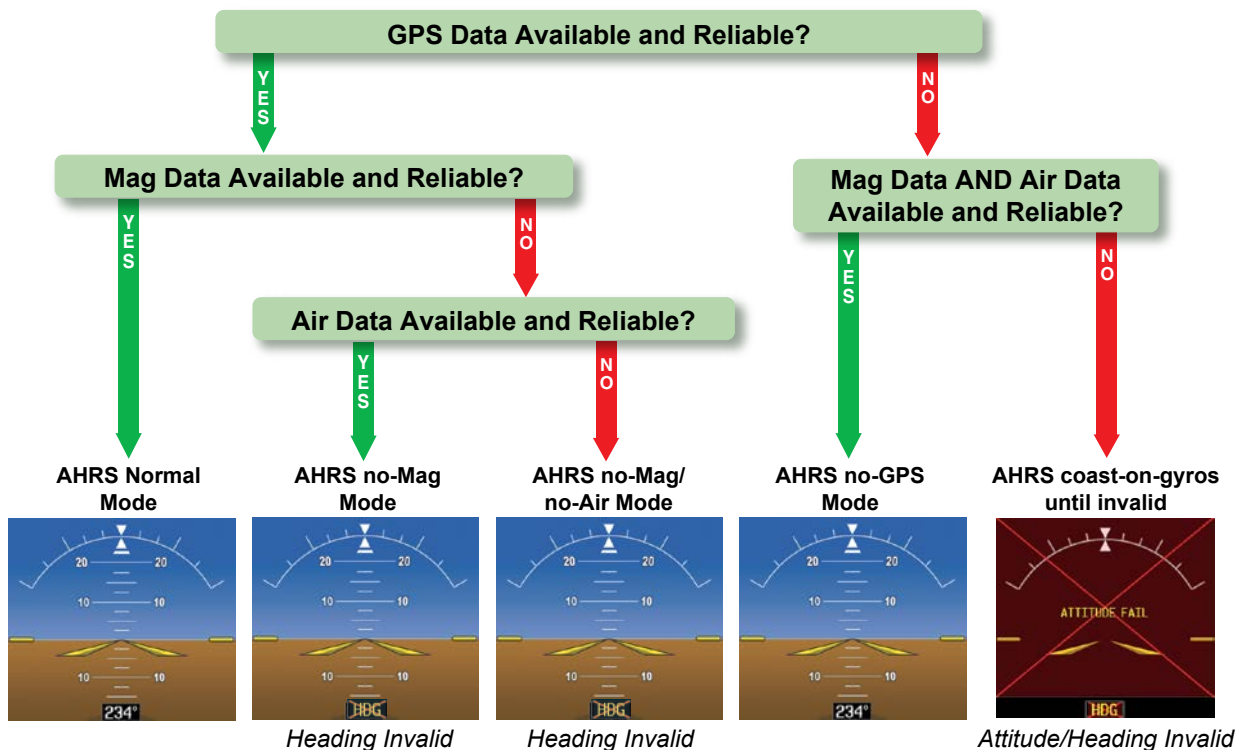 GPS Data Available and Reliable?
YES
NO
Mag Data Available and Reliable?
Mag Data AND Air Data
Available and Reliable?
YES
NO
YES
NO
Air Data Available and Reliable?
YES
NO
AHRS Normal
Mode
AHRS no-Mag
Mode
AHRS no-Mag/
no-Air Mode
AHRS no-GPS
Mode
AHRS coast-on-gyros
until invalid
20 20
10 10
10 10
234°
20 20
10 10
10 10
HDG
20 20
10 10
10 10
HDG
20 20
10 10
10 10
234°
ATTITUDE FAIL
HDG
Heading Invalid
Heading Invalid
Attitude/Heading Invalid